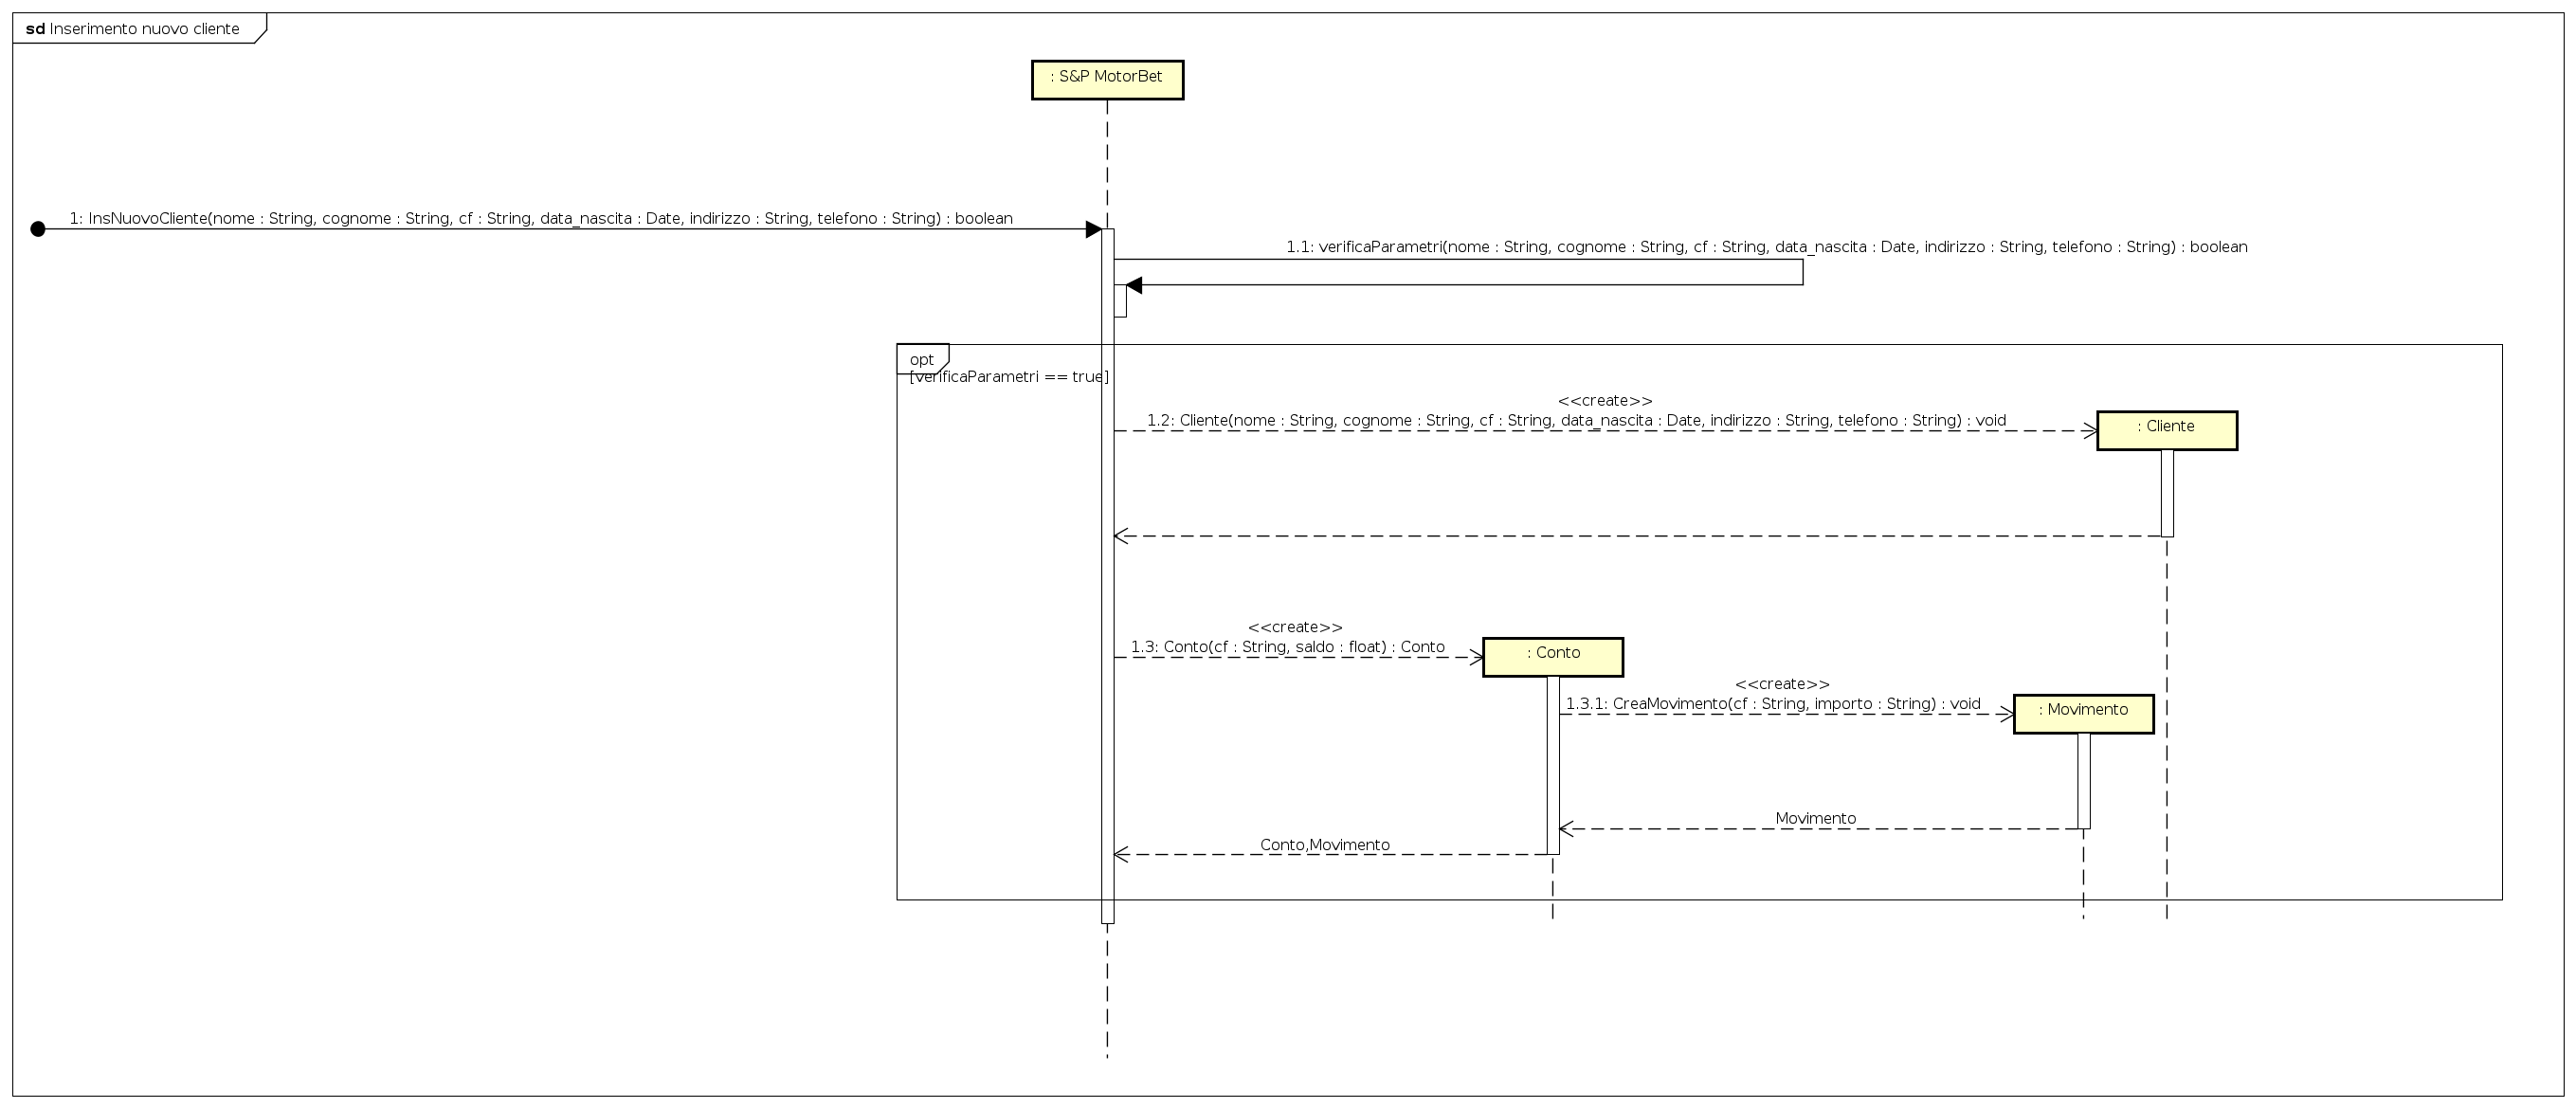 sd Inserimento nuovo cliente
: S&P MotorBet
1: InsNuovoCliente(nome : String, cognome : String, cf : String, data_nascita : Date, indirizzo : String, telefono : String) : boolean
1.1: verificaParametri(nome : String, cognome : String, cf : String, data_nascita : Date, indirizzo : String, telefono : String) : boolean
opt
[verificaParametri == true]
<<create>>
1.2: Cliente(nome : String, cognome : String, cf : String, data_nascita : Date, indirizzo : String, telefono : String) : void
: Cliente
<<create>>
1.3: Conto(cf : String, saldo : float) : Conto
: Conto
<<create>>
1.3.1: CreaMovimento(cf : String, importo : String) : void
: Movimento
Movimento
Conto,Movimento